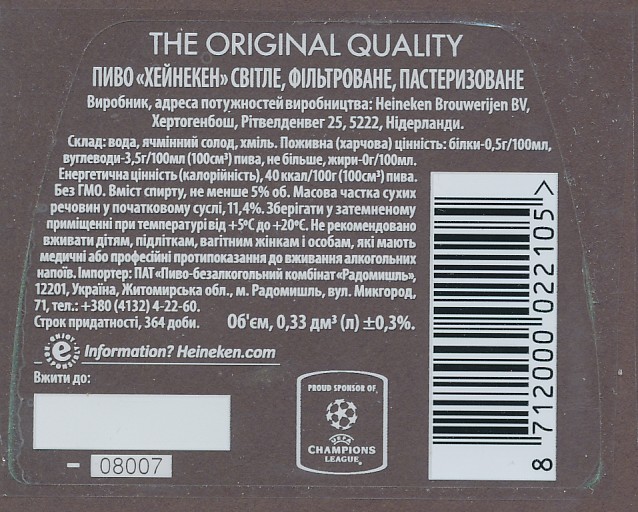 THE ORIGINAL QUALITY
ПИВО «ХЕЙНЕКЕН» СВІТЛЕ, ФІЛЬТРОВАНЕ, ПАСТЕРИЗОВАНЕ
Виробник, адреса потужностей виробництва: Heineken Brouwerijen BV,
Хертогенбош, Рітвелденвег 25, 5222, Нідерланди.
Склад: вода, ячмінний солод, хміль. Поживна (харчова) цінність: білки-0,5г/100мл,
вуглеводи-3,5г/100мл (100см³) пива, не більше, жири-0г/100мл.
Енергетична цінність (калорійність), 40 ккал/100г (100см³) пива.
Без ГМО. Вміст спирту, не менше 5% об. Масова частка сухих
речовин у початковому суслі, 11,4%. Зберігати у затемненому
приміщенні при температурі від +5ºС до +20ºС. Не рекомендовано
вживати дітям, підліткам, вагітним жінкам і особам, які мають
медичні або професійні протипоказання до вживання алкогольних
напоїв. Імпортер: ПАТ «Пиво-безалкогольний комбінат «Радомишль»,
12201, Україна, Житомирська обл., м. Радомишль, вул. Микгород,
71, тел.: +380 (4132) 4-22-60.
Строк придатності, 364 доби. Об'єм, 0,33 дм³ (л) ±0,3%.
ENJOY
e
RESPONSIBLY
Information? Heineken.com
Вжити до:
PROUD SPONSOR OF
UEFA
CHAMPIONS
LEAGUE®
– 08007
8 712000 022105 >